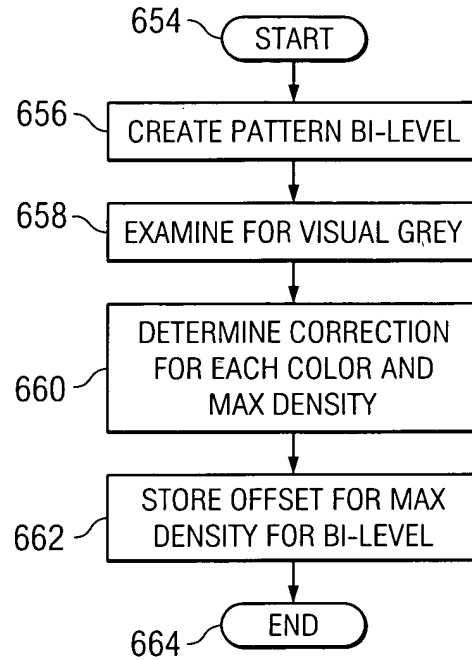 654
START
656
CREATE PATTERN BI-LEVEL
658
EXAMINE FOR VISUAL GREY
660
DETERMINE CORRECTION
FOR EACH COLOR AND
MAX DENSITY
662
STORE OFFSET FOR MAX
DENSITY FOR BI-LEVEL
664
END